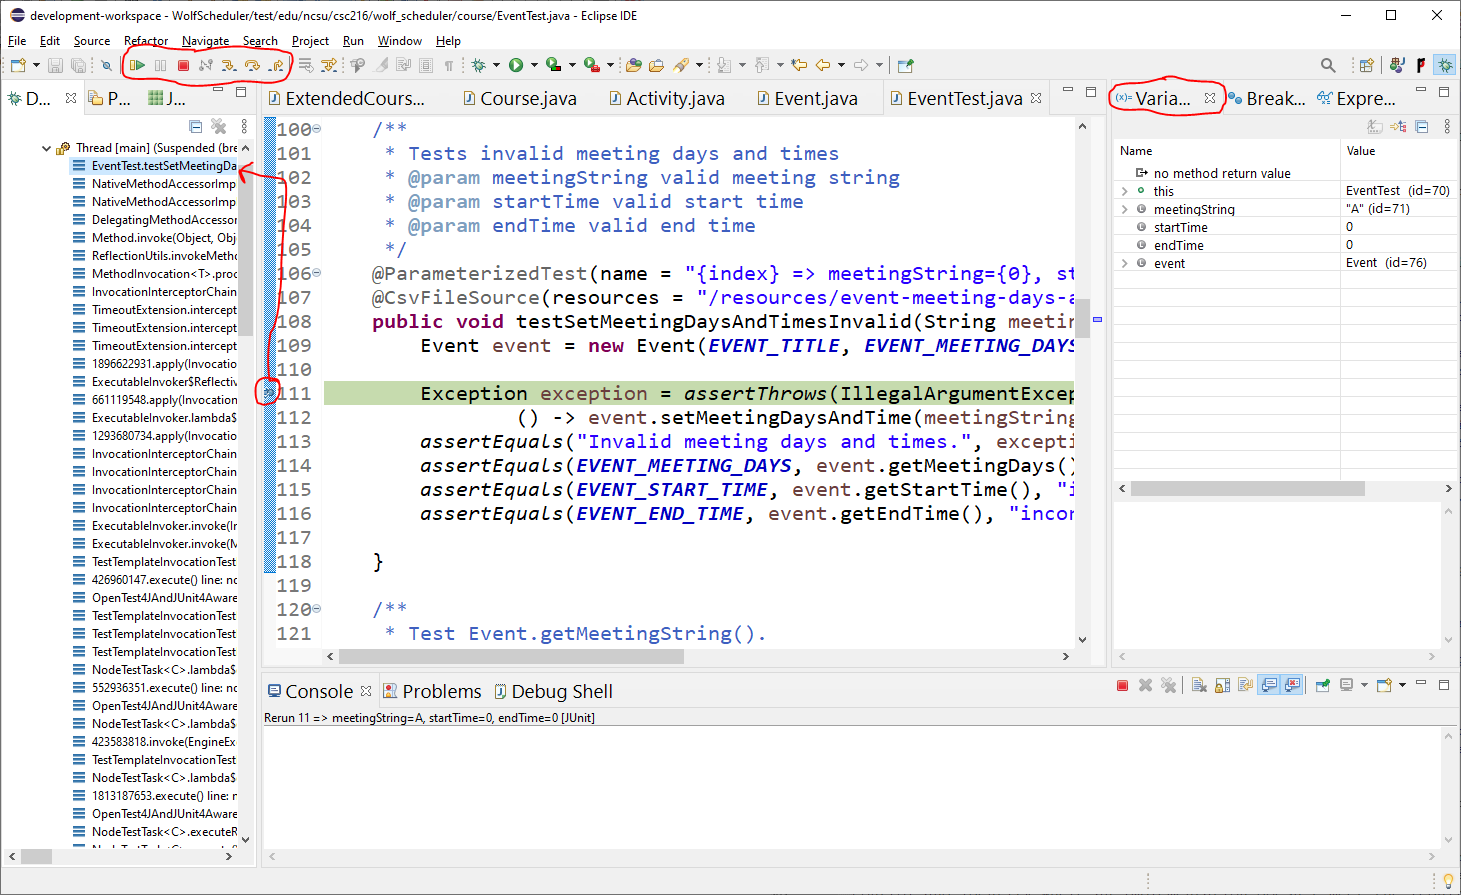 development-workspace - WolfScheduler/test/edu/ncsu/csc216/wolf_scheduler/course/EventTest.java - Eclipse IDE
File Edit Source Refactor Navigate Search Project Run Window Help
D... P... J...
Thread [main] (Suspended (bre
EventTest.testSetMeetingDa
NativeMethodAccessorImp
NativeMethodAccessorImp
DelegatingMethodAccessor
Method.invoke(Object, Obj
ReflectionUtils.invokeMetho
MethodInvocation<T>.proc
InvocationInterceptorChain
TimeoutExtension.intercept
TimeoutExtension.intercept
TimeoutExtension.intercept
1896622931.apply(Invocatio
ExecutableInvoker$Reflectiv
661119548.apply(Invocation
ExecutableInvoker.lambda$
1293680734.apply(Invocatio
InvocationInterceptorChain
InvocationInterceptorChain
InvocationInterceptorChain
InvocationInterceptorChain
ExecutableInvoker.invoke(In
ExecutableInvoker.invoke(M
TestTemplateInvocationTest
426960147.execute() line: nc
OpenTest4JAndJUnit4Aware
TestTemplateInvocationTest
TestTemplateInvocationTest
TestTemplateInvocationTest
NodeTestTask<C>.lambda$
552936351.execute() line: nc
OpenTest4JAndJUnit4Aware
NodeTestTask<C>.lambda$
423583818.invoke(EngineEx
TestTemplateInvocationTest
NodeTestTask<C>.lambda$
1813187653.execute() line: n
OpenTest4JAndJUnit4Aware
NodeTestTask<C>.executeR
ExtendedCours... Course.java Activity.java Event.java EventTest.java
100 /**
101 * Tests invalid meeting days and times
102 * @param meetingString valid meeting string
103 * @param startTime valid start time
104 * @param endTime valid end time
105 */
106 @ParameterizedTest(name = "{index} => meetingString={0}, st
107 @CsvFileSource(resources = "/resources/event-meeting-days-a
108 public void testSetMeetingDaysAndTimesInvalid(String meetin
109 Event event = new Event(EVENT_TITLE, EVENT_MEETING_DAYS
110
111 Exception exception = assertThrows(IllegalArgumentExcep
112 () -> event.setMeetingDaysAndTime(meetingString
113 assertEquals("Invalid meeting days and times.", excepti
114 assertEquals(EVENT_MEETING_DAYS, event.getMeetingDays()
115 assertEquals(EVENT_START_TIME, event.getStartTime(), "i
116 assertEquals(EVENT_END_TIME, event.getEndTime(), "incor
117
118 }
119
120 /**
121 * Test Event.getMeetingString().
(x)= Varia... Break... Expre...
Name Value
no method return value
this EventTest (id=70)
meetingString "A" (id=71)
startTime 0
endTime 0
event Event (id=76)
Console Problems Debug Shell
Rerun 11 => meetingString=A, startTime=0, endTime=0 [JUnit]